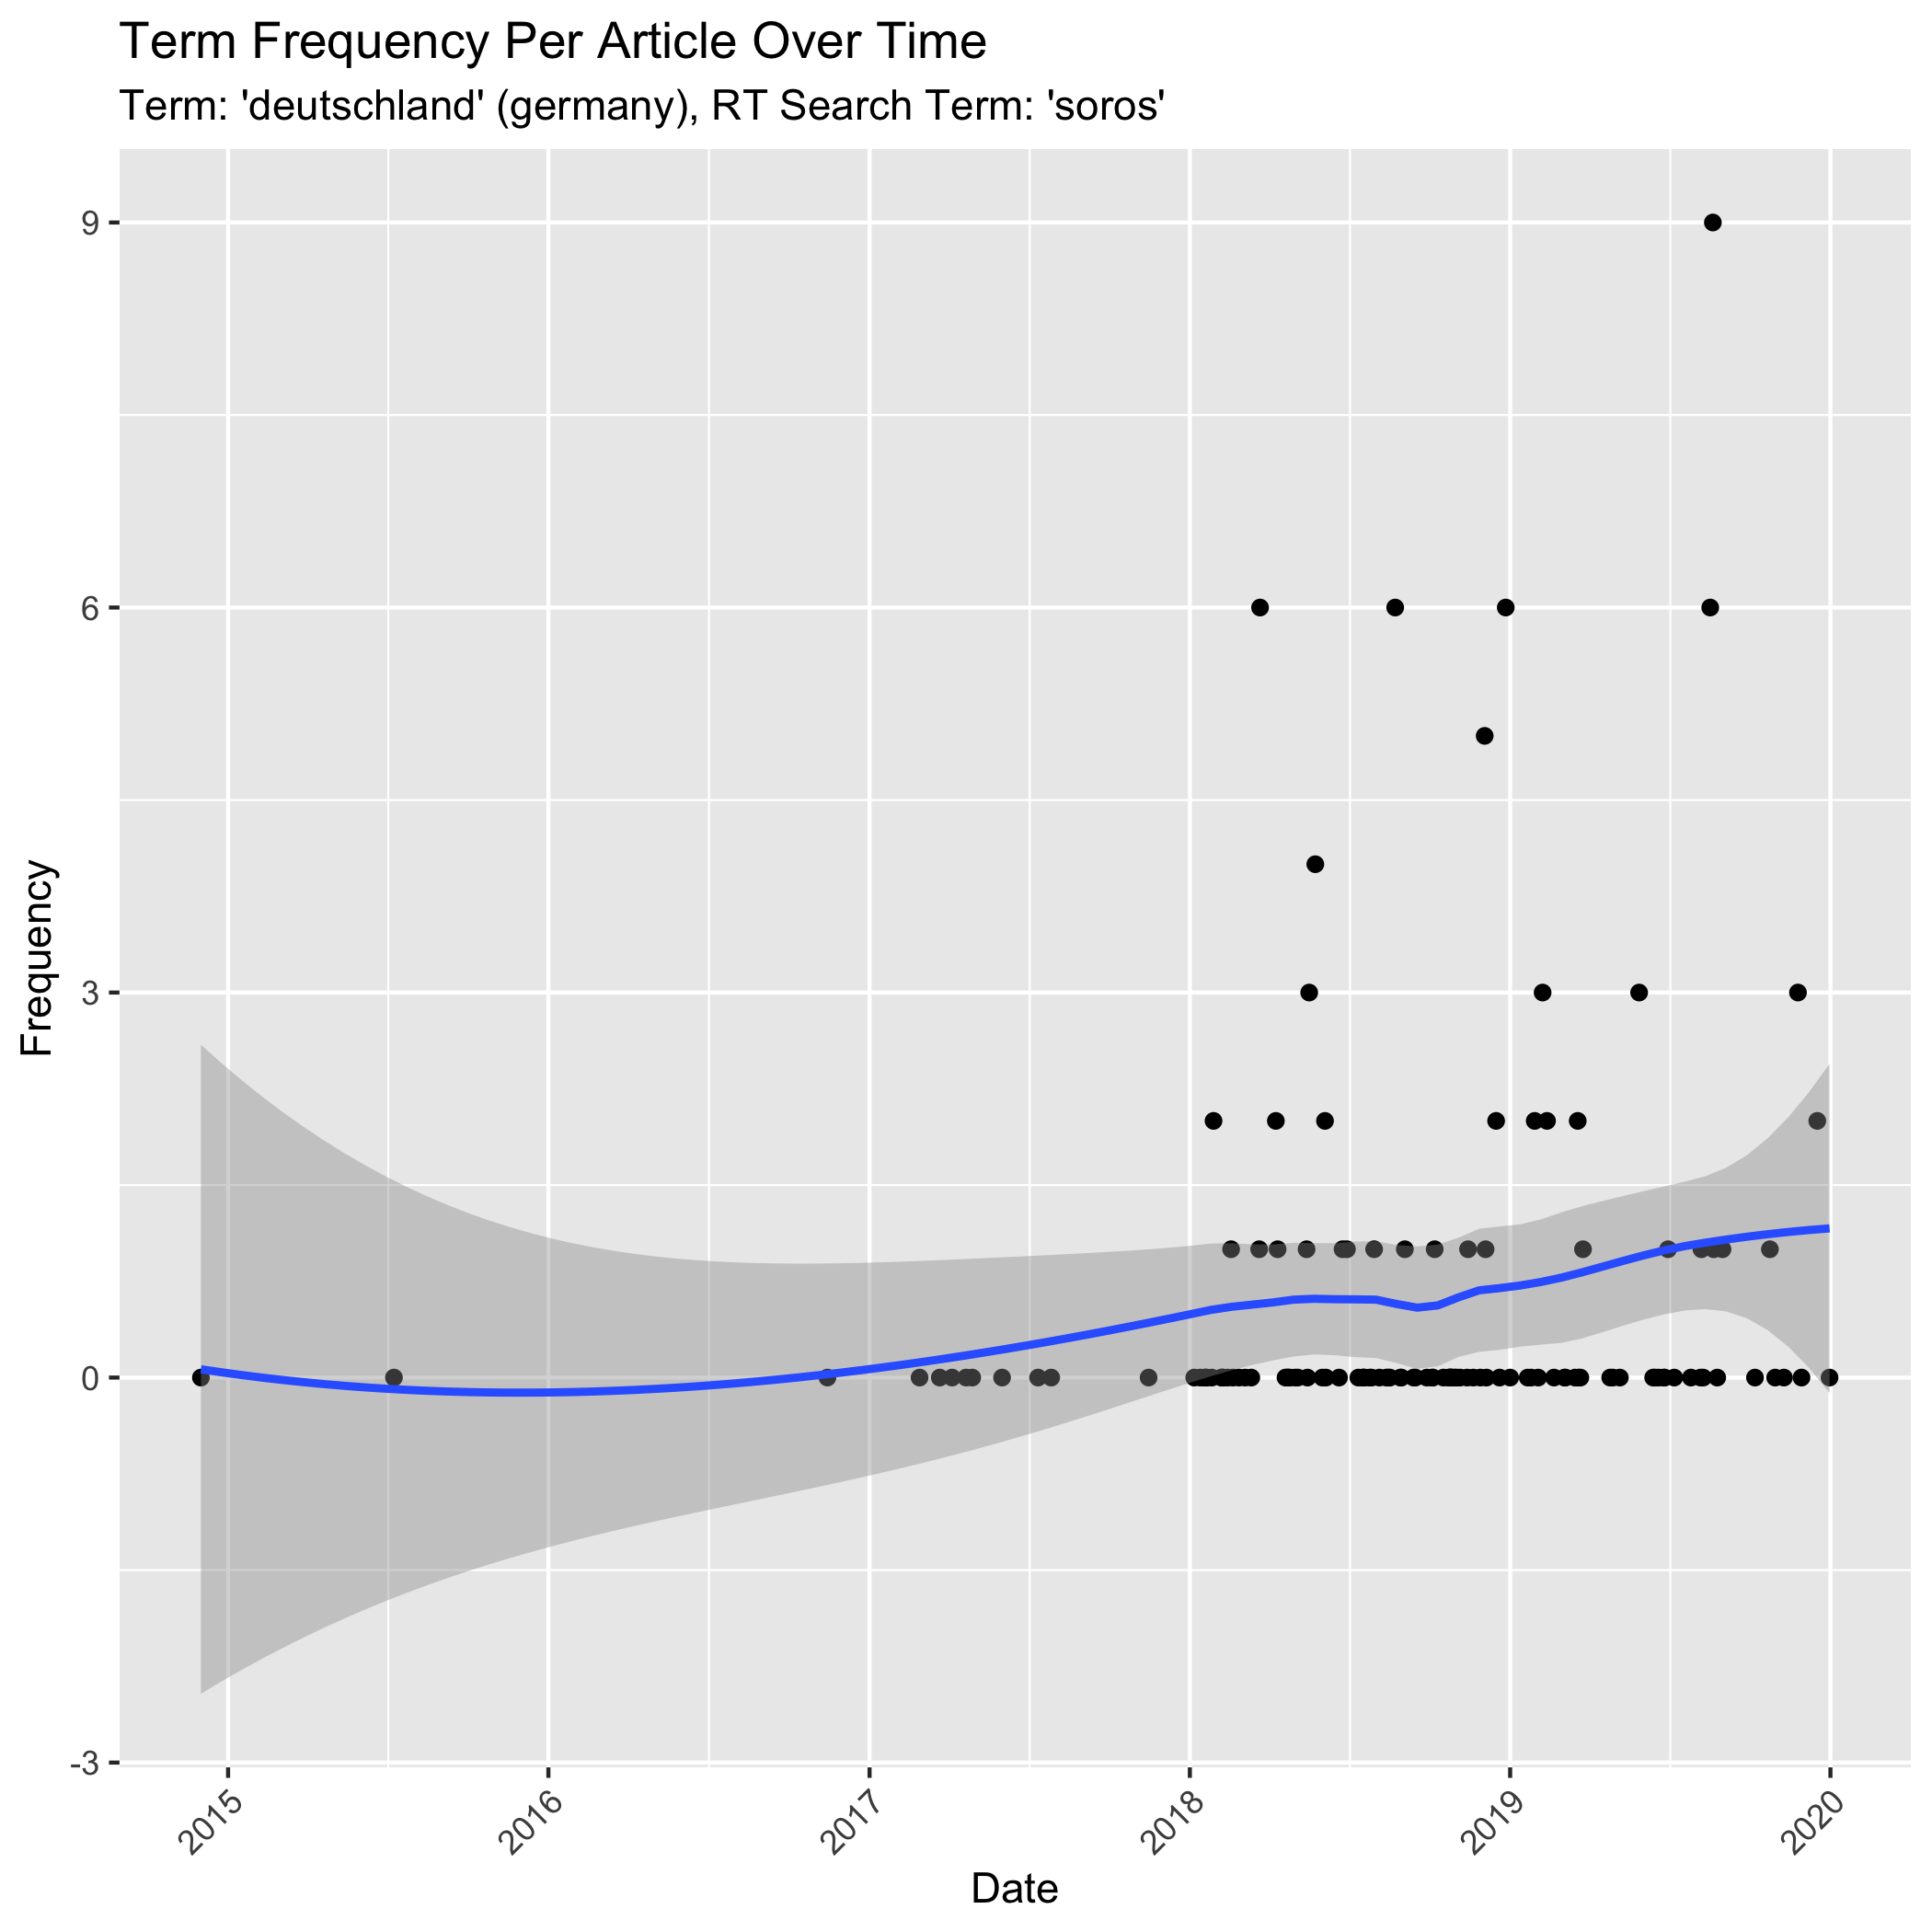 Term Frequency Per Article Over Time
Term: 'deutschland' (germany), RT Search Term: 'soros'
Frequency
9
6
3
0
-3
2015
2016
2017
2018
2019
2020
Date